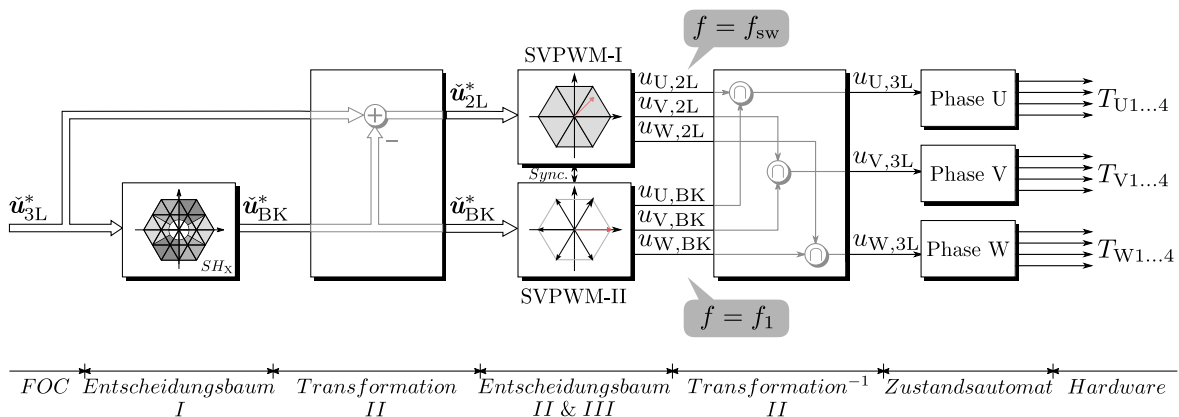 f = f_sw
SVPWM-I
ǔ*_2L
u_U,2L
u_V,2L
u_W,2L
u_U,3L
Phase U
T_U1...4
+
−
∩
Sync.
u_V,3L
Phase V
T_V1...4
∩
ǔ*_3L
ǔ*_BK
ǔ*_BK
u_U,BK
u_V,BK
u_W,BK
u_W,3L
Phase W
T_W1...4
∩
SH_X
SVPWM-II
f = f_1
FOC Entscheidungsbaum Transformation Entscheidungsbaum Transformation⁻¹ Zustandsautomat Hardware
I II II & III II